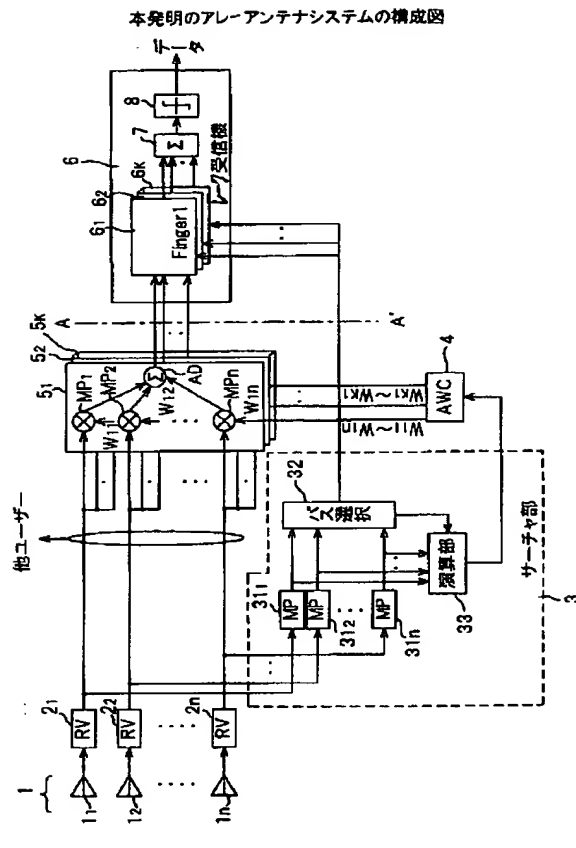 本発明のアレーアンテナシステムの構成図
データ
8
7
Σ
レーク受信機
6
6K
62
61
Finger1
A
A'
5K
52
51
MP1
MP2
MPn
Σ
AD
W11
W12
W1n
W11～W1n
WK1～WK1
4
AWC
他ユーザー
32
パス選択
311
MP
312
MP
31n
MP
演算部
33
サーチャ部
3
21
RV
22
RV
2n
RV
1
11
12
1n